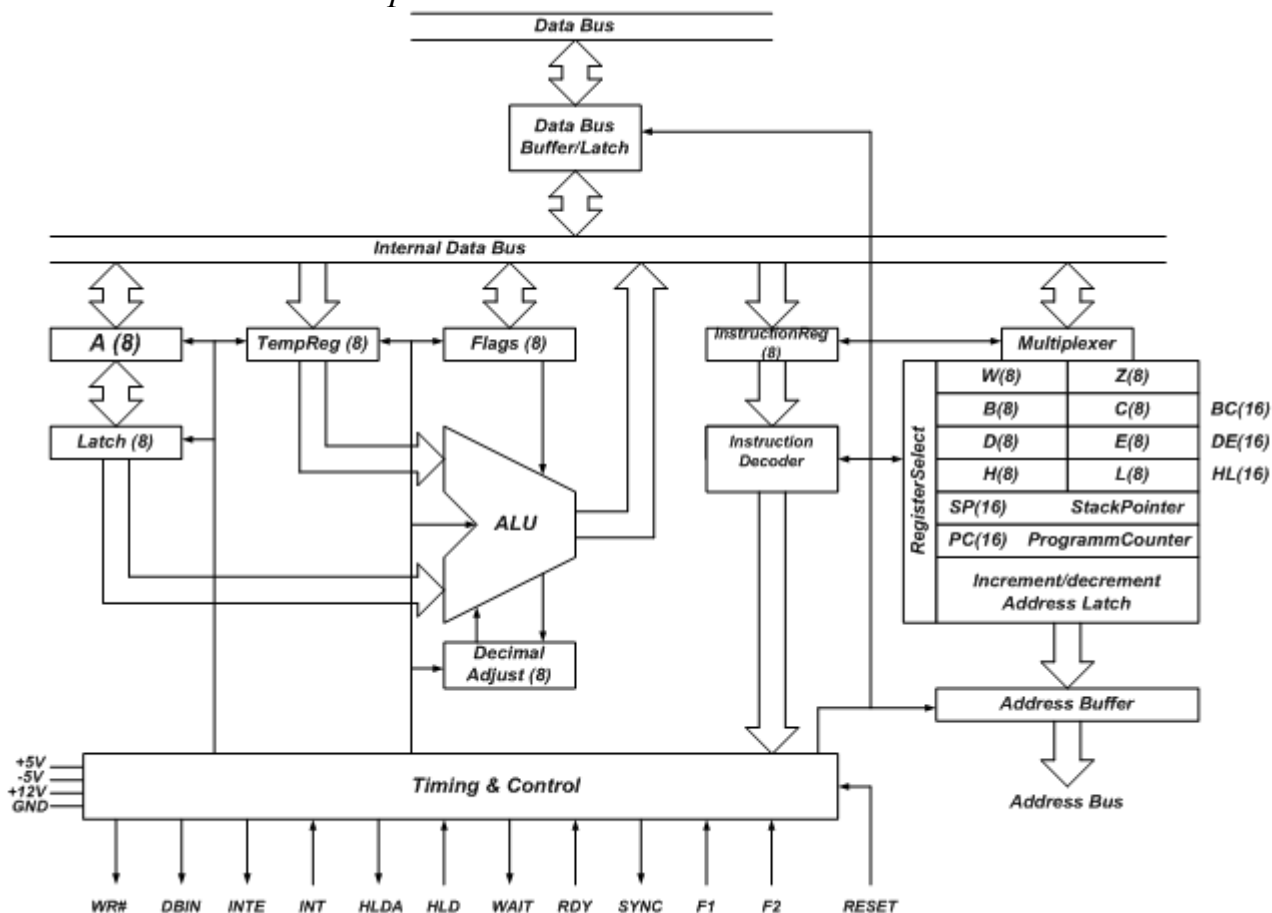 Data Bus
Data Bus
Buffer/Latch
Internal Data Bus
A (8)
TempReg (8)
Flags (8)
InstructionReg
(8)
Multiplexer
W(8)
Z(8)
B(8)
C(8)
BC(16)
Latch (8)
Instruction
Decoder
D(8)
E(8)
DE(16)
H(8)
L(8)
HL(16)
RegisterSelect
SP(16)
StackPointer
ALU
PC(16)
ProgrammCounter
Increment/decrement
Address Latch
Decimal
Adjust (8)
Address Buffer
+5V
-5V
+12V
GND
Timing & Control
Address Bus
WR#
DBIN
INTE
INT
HLDA
HLD
WAIT
RDY
SYNC
F1
F2
RESET